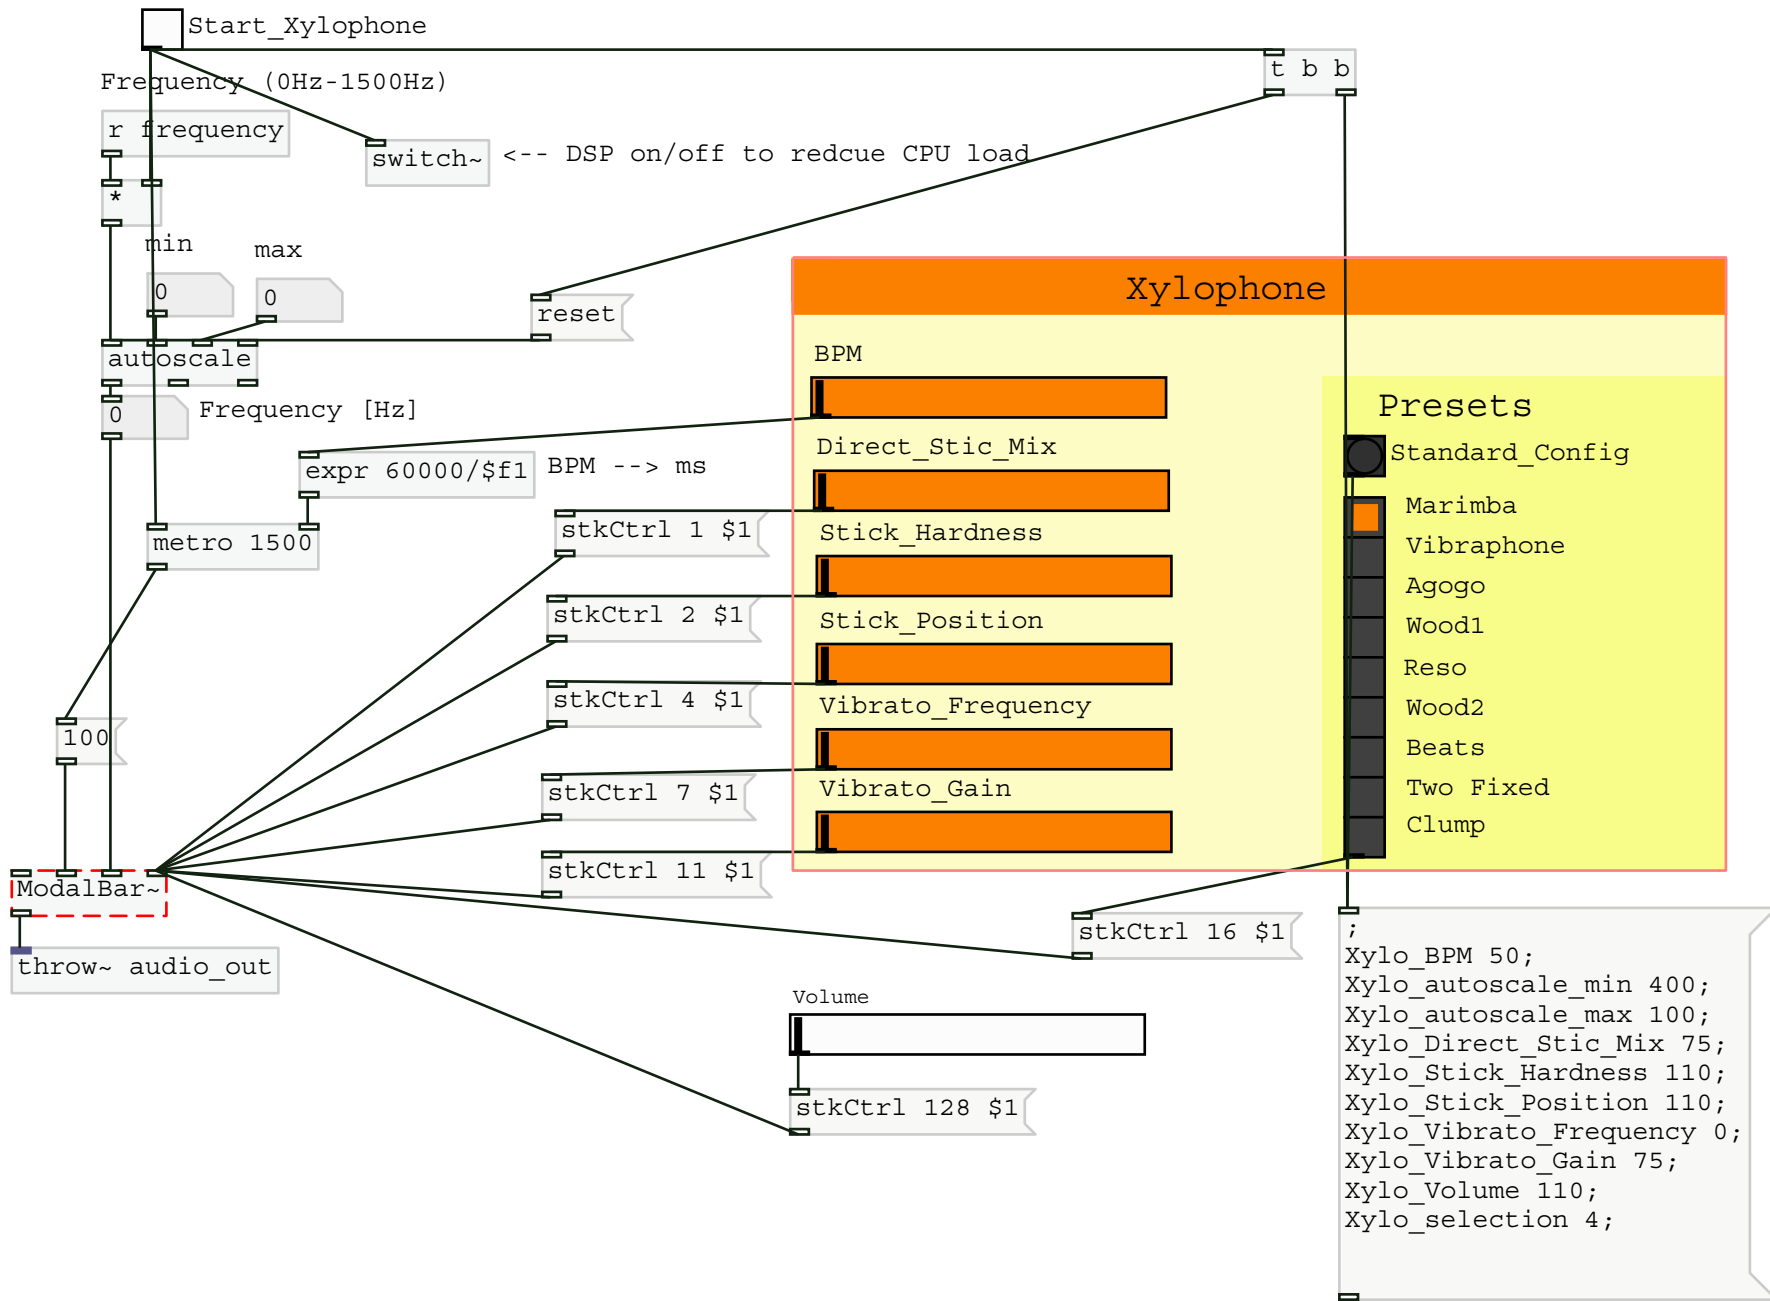 Start_Xylophone
t b b
Frequency (0Hz-1500Hz)
r frequency
switch~
<-- DSP on/off to redcue CPU load
*
min
max
0
0
reset
autoscale
0
Frequency [Hz]
expr 60000/$f1
BPM --> ms
metro 1500
100
ModalBar~
throw~ audio_out
stkCtrl 1 $1
stkCtrl 2 $1
stkCtrl 4 $1
stkCtrl 7 $1
stkCtrl 11 $1
Xylophone
BPM
Direct_Stic_Mix
Stick_Hardness
Stick_Position
Vibrato_Frequency
Vibrato_Gain
Presets
Standard_Config
Marimba
Vibraphone
Agogo
Wood1
Reso
Wood2
Beats
Two Fixed
Clump
stkCtrl 16 $1
Volume
stkCtrl 128 $1
;
Xylo_BPM 50;
Xylo_autoscale_min 400;
Xylo_autoscale_max 100;
Xylo_Direct_Stic_Mix 75;
Xylo_Stick_Hardness 110;
Xylo_Stick_Position 110;
Xylo_Vibrato_Frequency 0;
Xylo_Vibrato_Gain 75;
Xylo_Volume 110;
Xylo_selection 4;